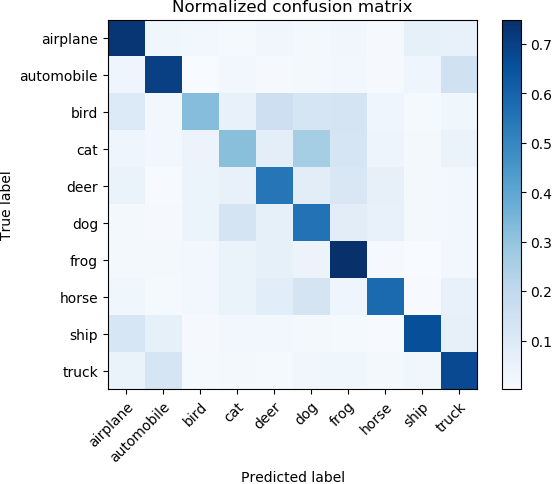 Normalized confusion matrix
True label
airplane
automobile
bird
cat
deer
dog
frog
horse
ship
truck
airplane
automobile
bird
cat
deer
dog
frog
horse
ship
truck
Predicted label
0.7
0.6
0.5
0.4
0.3
0.2
0.1